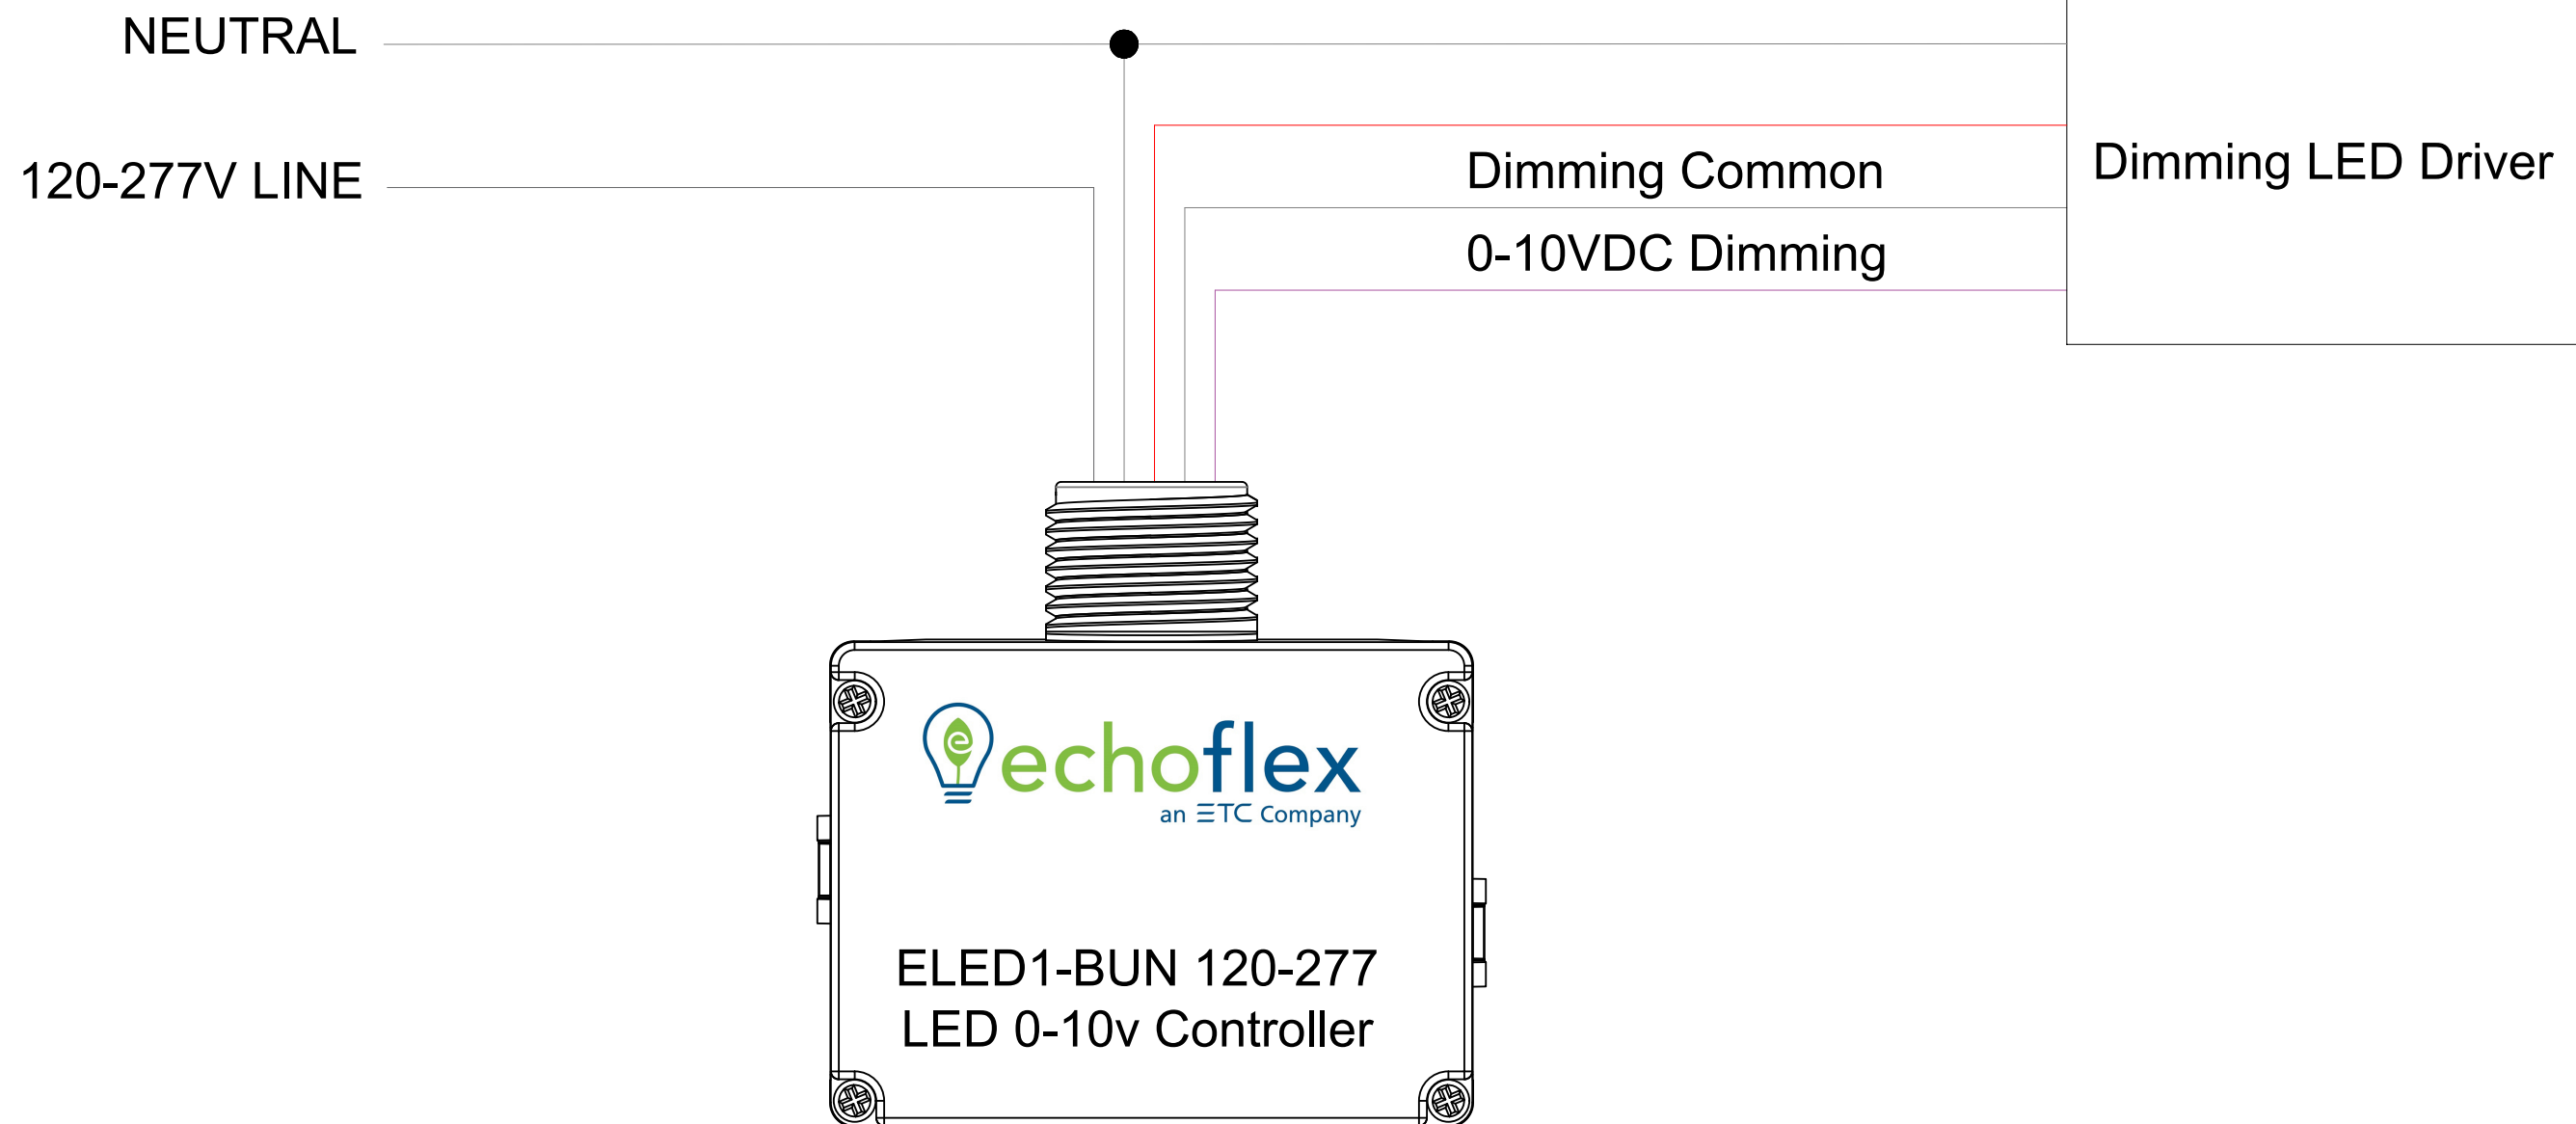 NEUTRAL
120-277V LINE
Dimming Common
0-10VDC Dimming
Dimming LED Driver
echoflex
an ETC Company
ELED1-BUN 120-277
LED 0-10v Controller